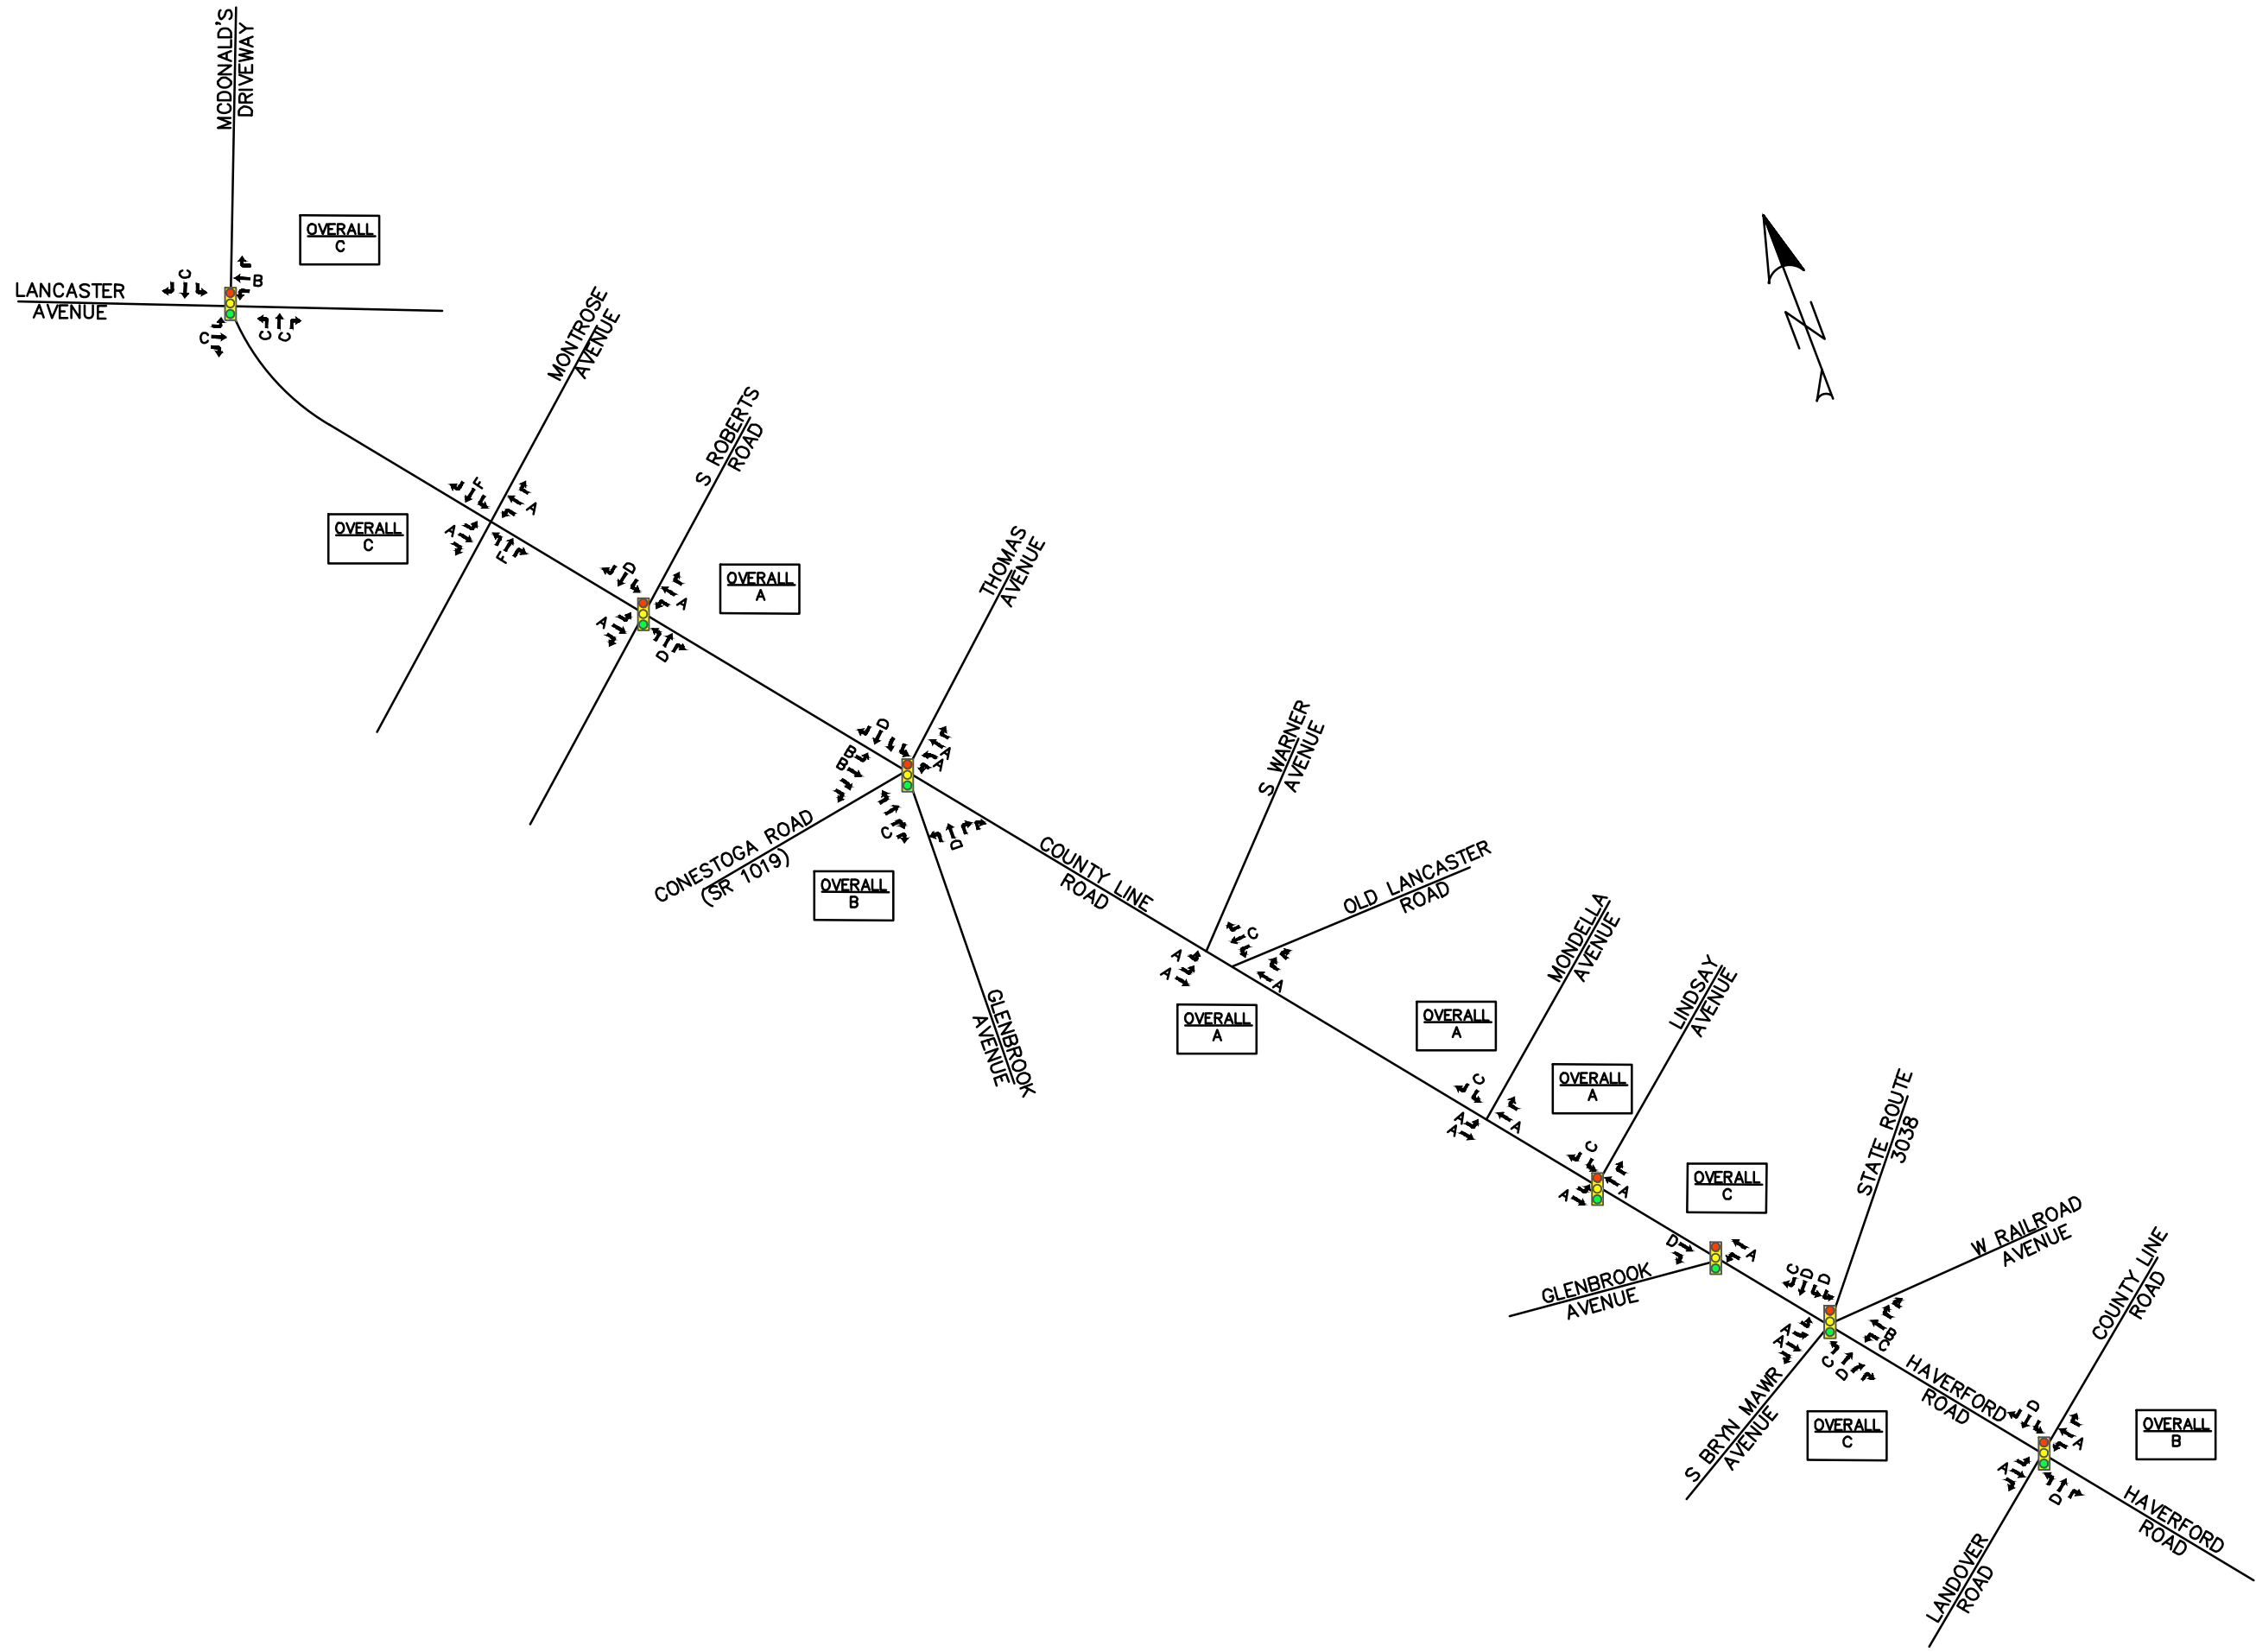 MCDONALD'S
DRIVEWAY
OVERALL
C
LANCASTER
AVENUE
C
B
C
C
C
MONTROSE
AVENUE
OVERALL
C
F
A
A
F
S ROBERTS
ROAD
OVERALL
A
D
A
A
D
THOMAS
AVENUE
D
A
A
B
B
C
D
CONESTOGA ROAD
(SR 1019)
OVERALL
B
GLENBROOK
AVENUE
COUNTY LINE
ROAD
S WARNER
AVENUE
OLD LANCASTER
ROAD
C
A
A
A
OVERALL
A
MONDELLA
AVENUE
OVERALL
A
C
A
A
A
LINDSAY
AVENUE
OVERALL
A
C
A
A
OVERALL
C
D
A
GLENBROOK
AVENUE
STATE ROUTE
3038
W RAILROAD
AVENUE
C
D
D
A
A
B
C
C
D
S BRYN MAWR
AVENUE
OVERALL
C
HAVERFORD
ROAD
COUNTY LINE
ROAD
D
A
A
D
OVERALL
B
HAVERFORD
ROAD
LANDOVER
ROAD